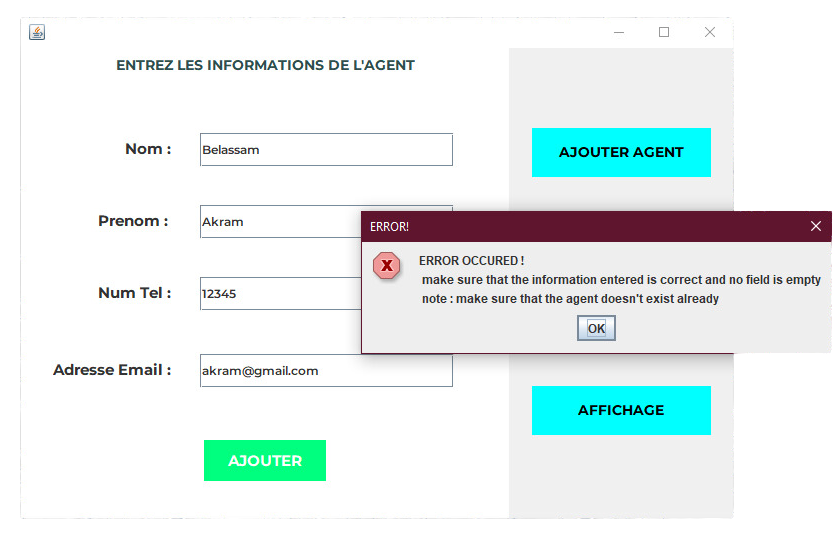 ENTREZ LES INFORMATIONS DE L'AGENT
Nom :
Belassam
AJOUTER AGENT
Prenom :
Akram
ERROR!
ERROR OCCURED !
make sure that the information entered is correct and no field is empty
note : make sure that the agent doesn't exist already
OK
Num Tel :
12345
Adresse Email :
akram@gmail.com
AFFICHAGE
AJOUTER